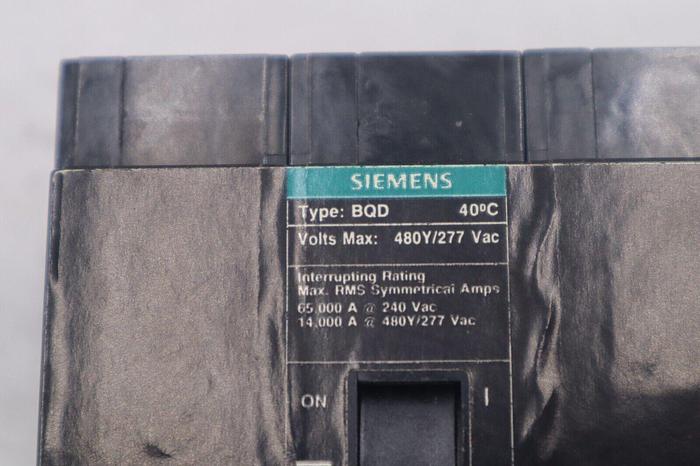 SIEMENS
Type: BQD 40ºC
Volts Max: 480Y/277 Vac
Interrupting Rating
Max. RMS Symmetrical Amps
65,000 A @ 240 Vac
14,000 A @ 480Y/277 Vac
ON I